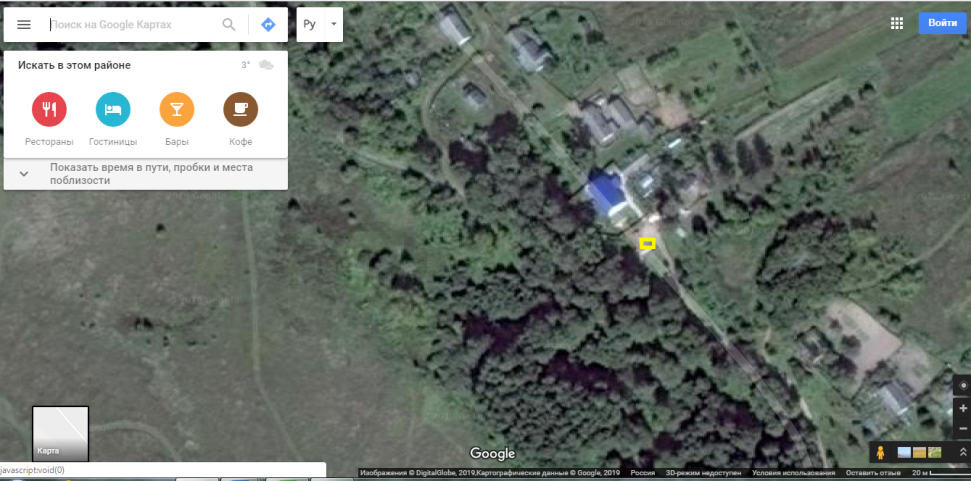 Поиск на Google Картах
Ру
Войти
Искать в этом районе
3°
Рестораны
Гостиницы
Бары
Кофе
Показать время в пути, пробки и места
поблизости
Карта
Google
javascript:void(0)
Изображения © DigitalGlobe, 2019,Картографические данные © Google, 2019 Россия 3D-режим недоступен Условия использования Оставить отзыв 20 м